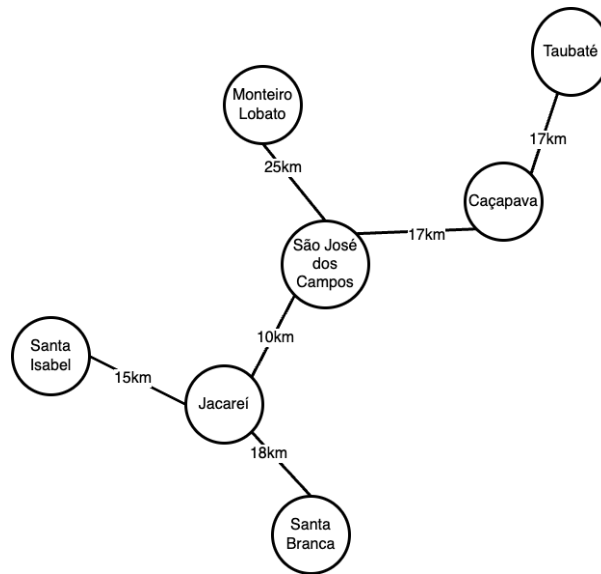 Taubaté
Monteiro
Lobato
17km
25km
Caçapava
17km
São José
dos
Campos
10km
Santa
Isabel
15km
Jacareí
18km
Santa
Branca